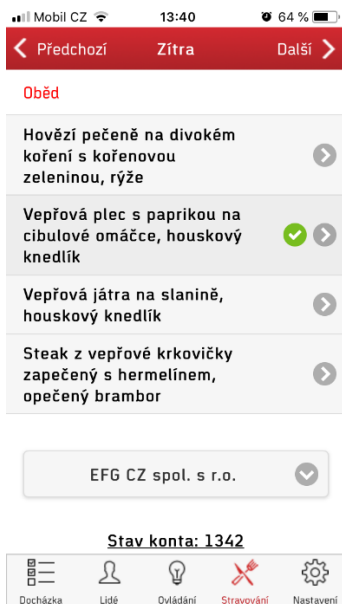 Mobil CZ 13:40 64 %
Předchozí Zítra Další
Oběd
Hovězí pečeně na divokém
koření s kořenovou
zeleninou, rýže
Vepřová plec s paprikou na
cibulové omáčce, houskový
knedlík
Vepřová játra na slanině,
houskový knedlík
Steak z vepřové krkovičky
zapečený s hermelínem,
opečený brambor
EFG CZ spol. s r.o.
Stav konta: 1342
Docházka Lidé Ovládání Stravování Nastavení